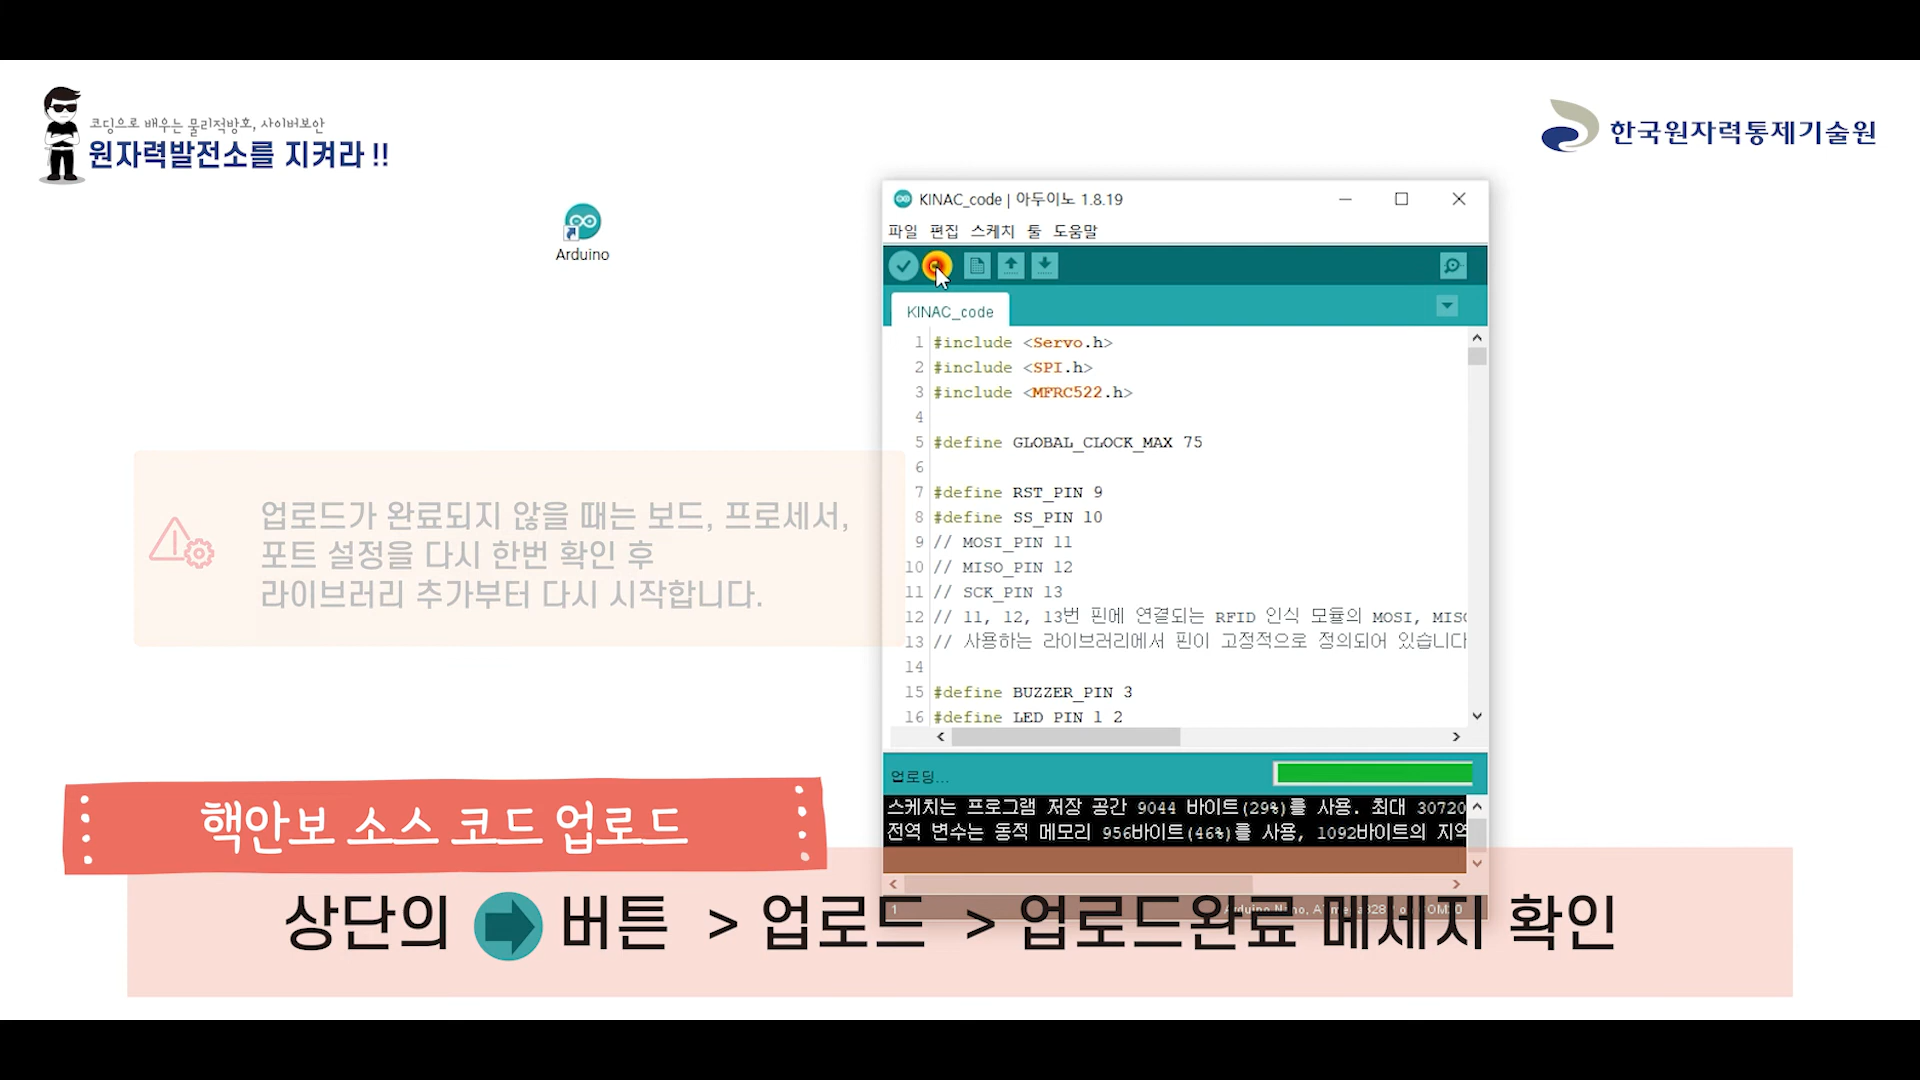 코딩으로 배우는 물리적방호, 사이버보안
원자력발전소를 지켜라 !!
한국원자력통제기술원
Arduino
KINAC_code | 아두이노 1.8.19
파일 편집 스케치 툴 도움말
KINAC_code
1 #include <Servo.h>
2 #include <SPI.h>
3 #include <MFRC522.h>
4
5 #define GLOBAL_CLOCK_MAX 75
6
7 #define RST_PIN 9
8 #define SS_PIN 10
9 // MOSI_PIN 11
10 // MISO_PIN 12
11 // SCK_PIN 13
12 // 11, 12, 13번 핀에 연결되는 RFID 인식 모듈의 MOSI, MISO
13 // 사용하는 라이브러리에서 핀이 고정적으로 정의되어 있습니다
14
15 #define BUZZER_PIN 3
16 #define LED_PIN_1 2
업로드가 완료되지 않을 때는 보드, 프로세서,
포트 설정을 다시 한번 확인 후
라이브러리 추가부터 다시 시작합니다.
업로딩...
스케치는 프로그램 저장 공간 9044 바이트(29%)를 사용. 최대 30720
전역 변수는 동적 메모리 956바이트(46%)를 사용, 1092바이트의 지역
핵안보 소스 코드 업로드
상단의 버튼 > 업로드 > 업로드완료 메세지 확인
1